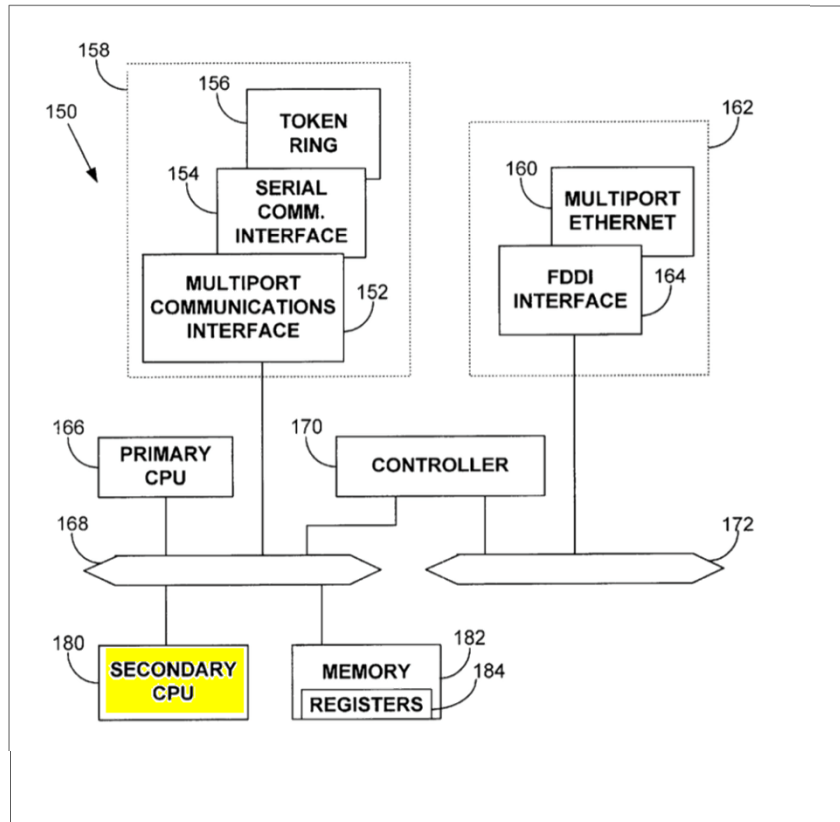 158
156
150
TOKEN
RING
162
154
SERIAL
COMM.
INTERFACE
160
MULTIPORT
ETHERNET
MULTIPORT
COMMUNICATIONS
INTERFACE
152
FDDI
INTERFACE
164
166
PRIMARY
CPU
170
CONTROLLER
168
172
180
SECONDARY
CPU
182
MEMORY
184
REGISTERS